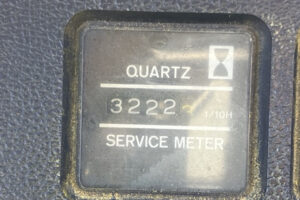 QUARTZ
3222
1/10H
SERVICE METER